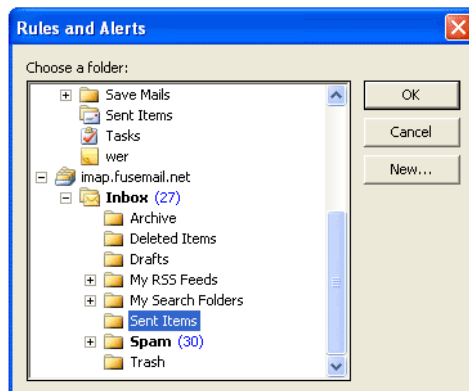 Rules and Alerts
Choose a folder:
Save Mails
OK
Sent Items
Tasks
Cancel
wer
imap.fusemail.net
New...
Inbox (27)
Archive
Deleted Items
Drafts
My RSS Feeds
My Search Folders
Sent Items
Spam (30)
Trash